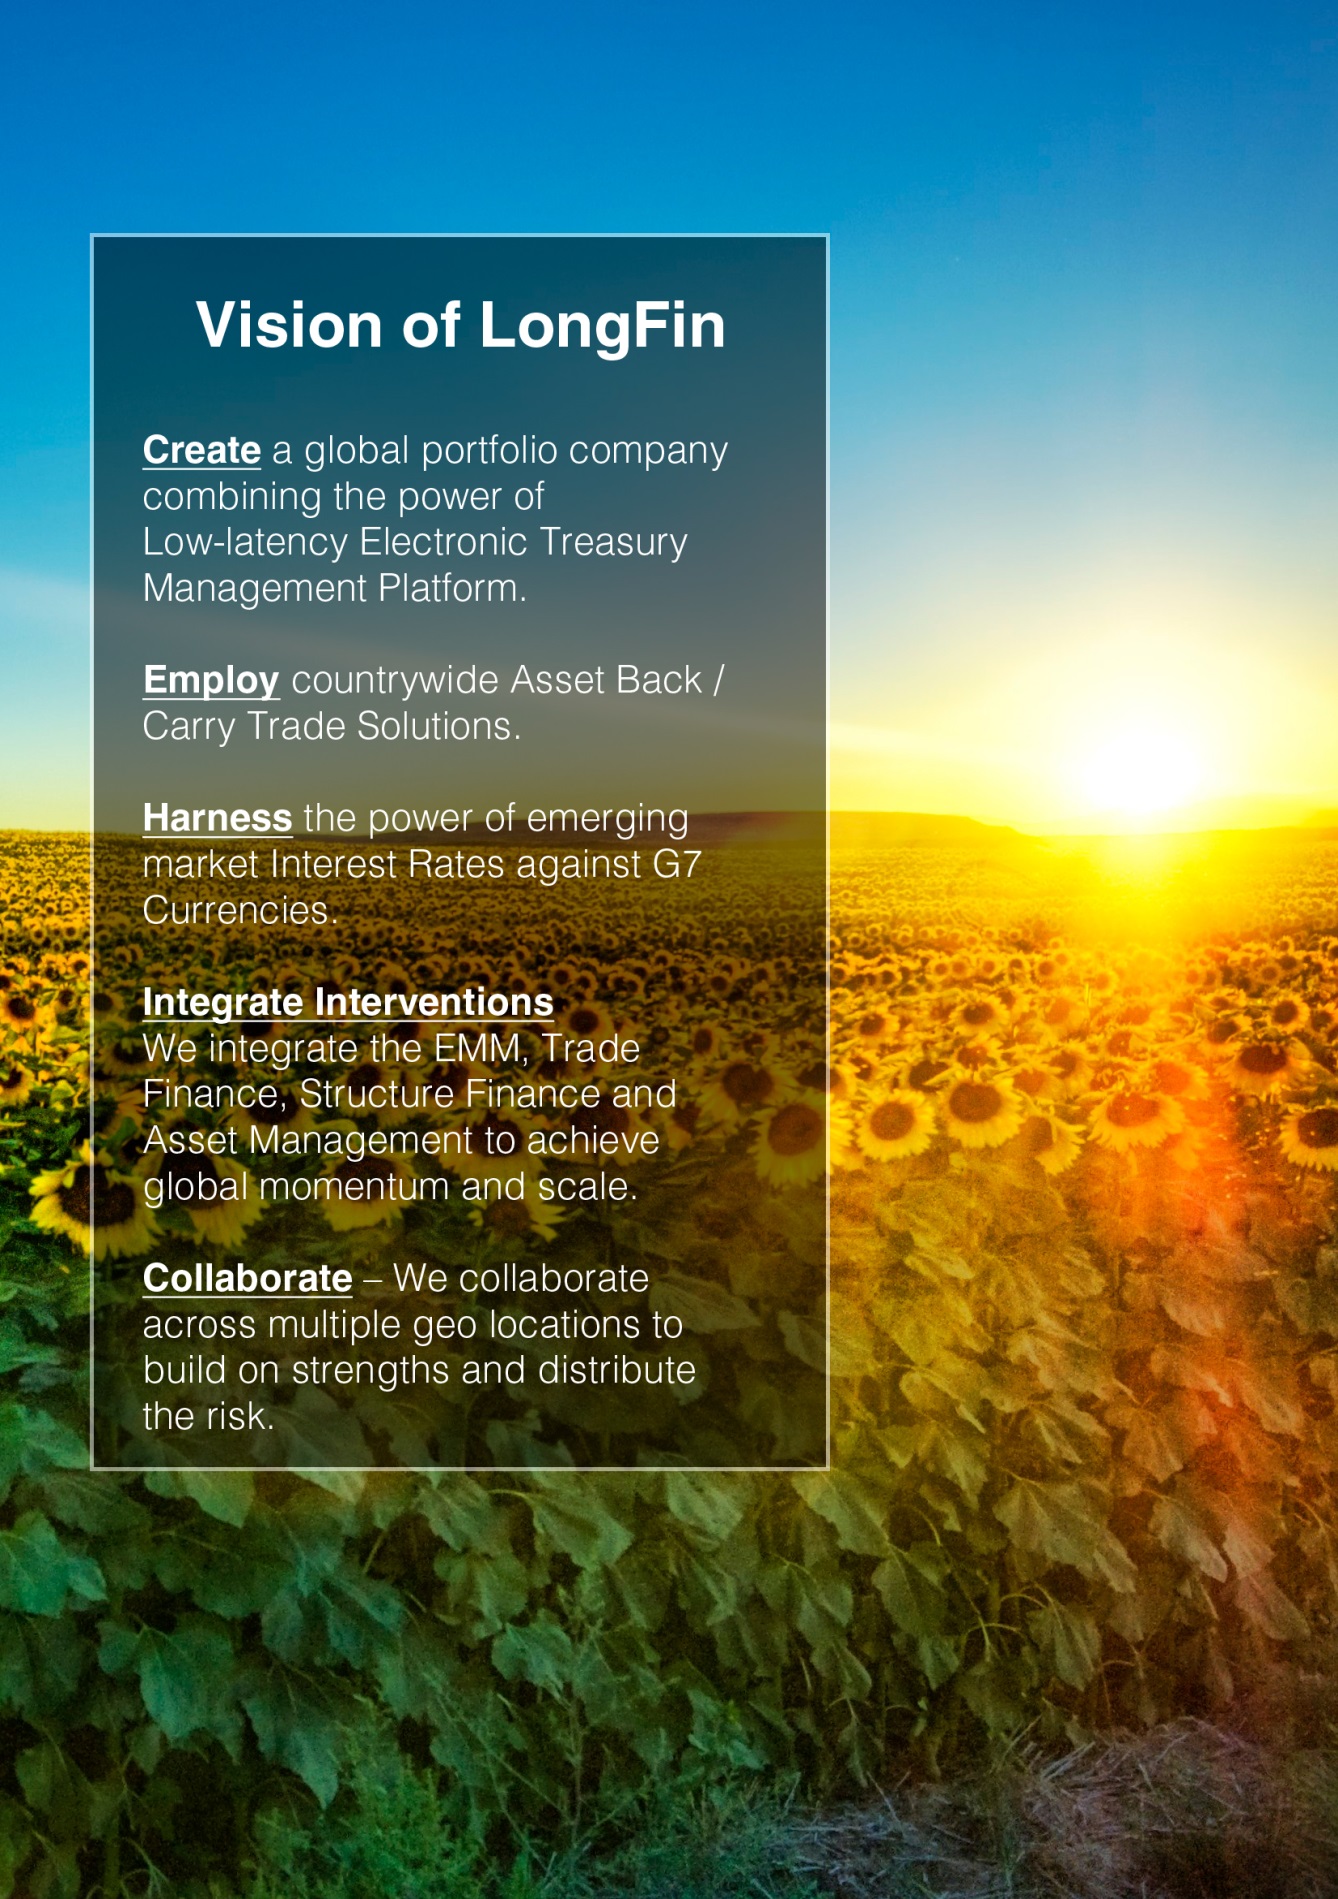 Vision of LongFin
Create a global portfolio company
combining the power of
Low-latency Electronic Treasury
Management Platform.
Employ countrywide Asset Back /
Carry Trade Solutions.
Harness the power of emerging
market Interest Rates against G7
Currencies.
Integrate Interventions
We integrate the EMM, Trade
Finance, Structure Finance and
Asset Management to achieve
global momentum and scale.
Collaborate – We collaborate
across multiple geo locations to
build on strengths and distribute
the risk.